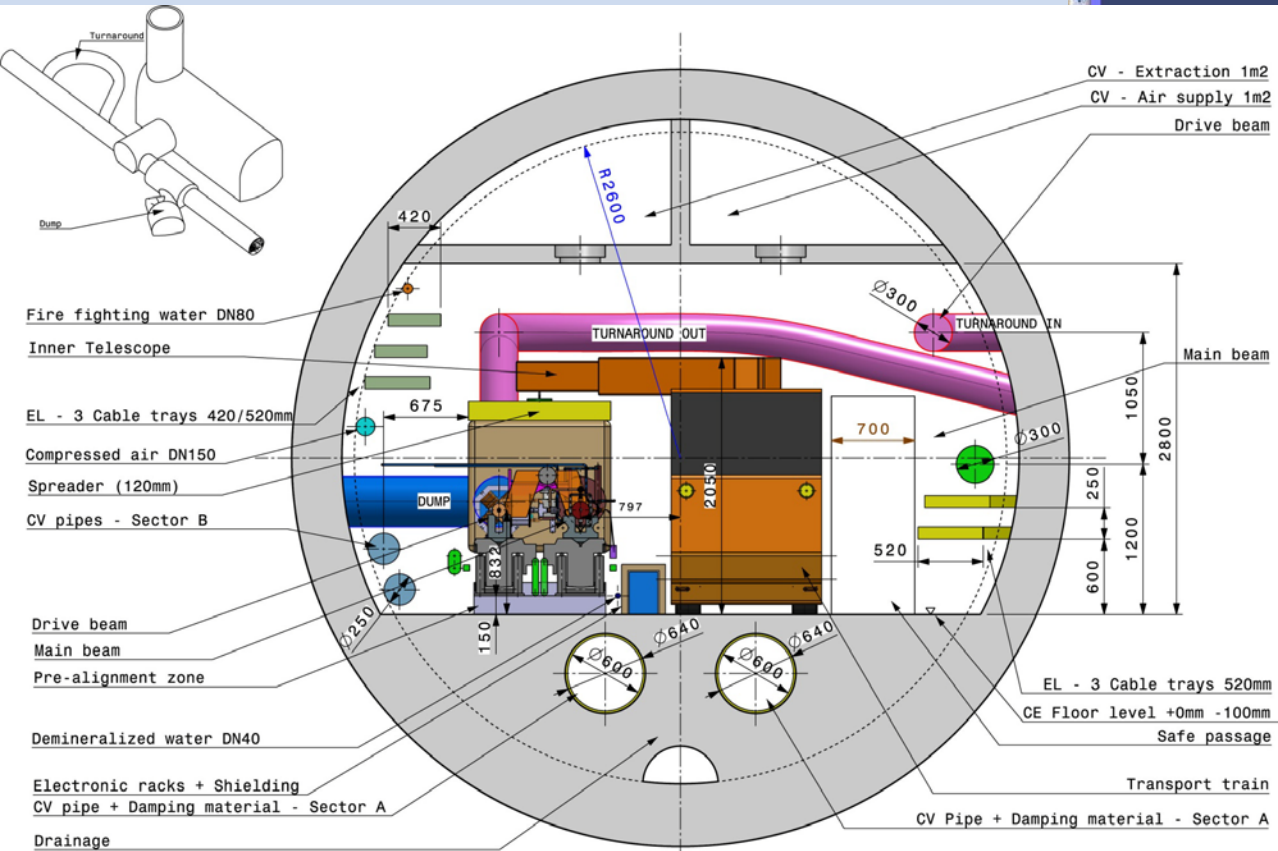 Turnaround
Dump
CV - Extraction 1m2
CV - Air supply 1m2
Drive beam
R2600
420
Ø300
Fire fighting water DN80
TURNAROUND OUT
TURNAROUND IN
Inner Telescope
Main beam
1050
2800
EL - 3 Cable trays 420/520mm
675
700
Ø300
Compressed air DN150
2050
250
Spreader (120mm)
DUMP
797
CV pipes - Sector B
520
1200
832
600
Ø250
150
Ø640
Ø640
Ø600
Ø600
Drive beam
Main beam
Pre-alignment zone
EL - 3 Cable trays 520mm
CE Floor level +0mm -100mm
Safe passage
Demineralized water DN40
Electronic racks + Shielding
Transport train
CV pipe + Damping material - Sector A
CV Pipe + Damping material - Sector A
Drainage